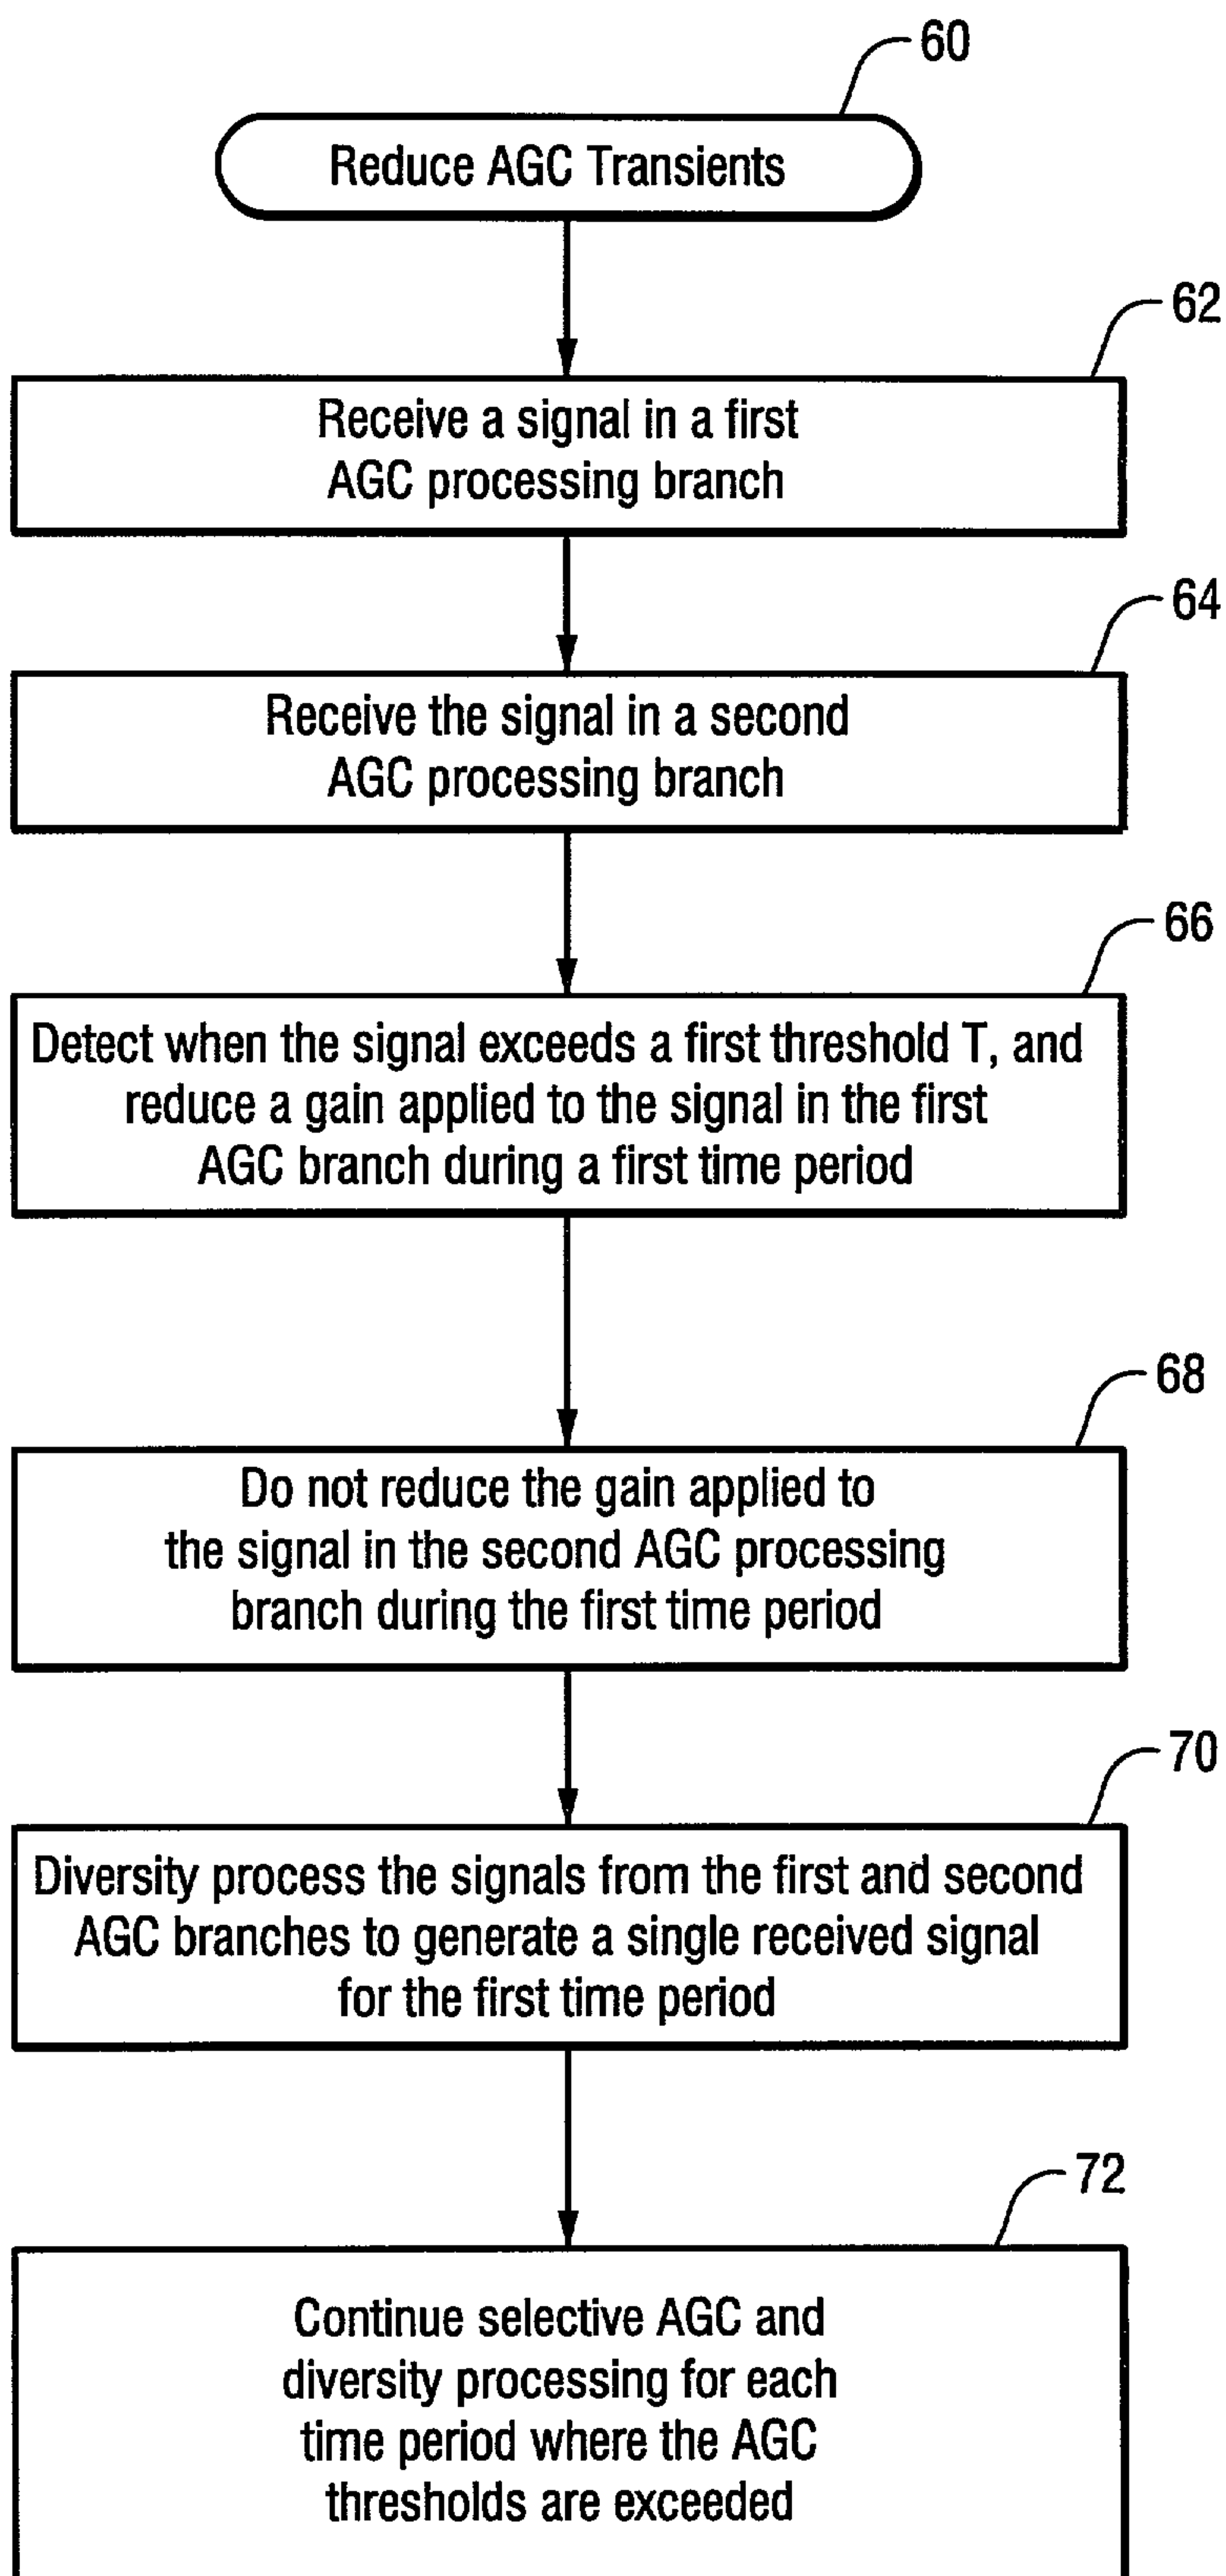 60
Reduce AGC Transients
62
Receive a signal in a first
AGC processing branch
64
Receive the signal in a second
AGC processing branch
66
Detect when the signal exceeds a first threshold T, and
reduce a gain applied to the signal in the first
AGC branch during a first time period
68
Do not reduce the gain applied to
the signal in the second AGC processing
branch during the first time period
70
Diversity process the signals from the first and second
AGC branches to generate a single received signal
for the first time period
72
Continue selective AGC and
diversity processing for each
time period where the AGC
thresholds are exceeded